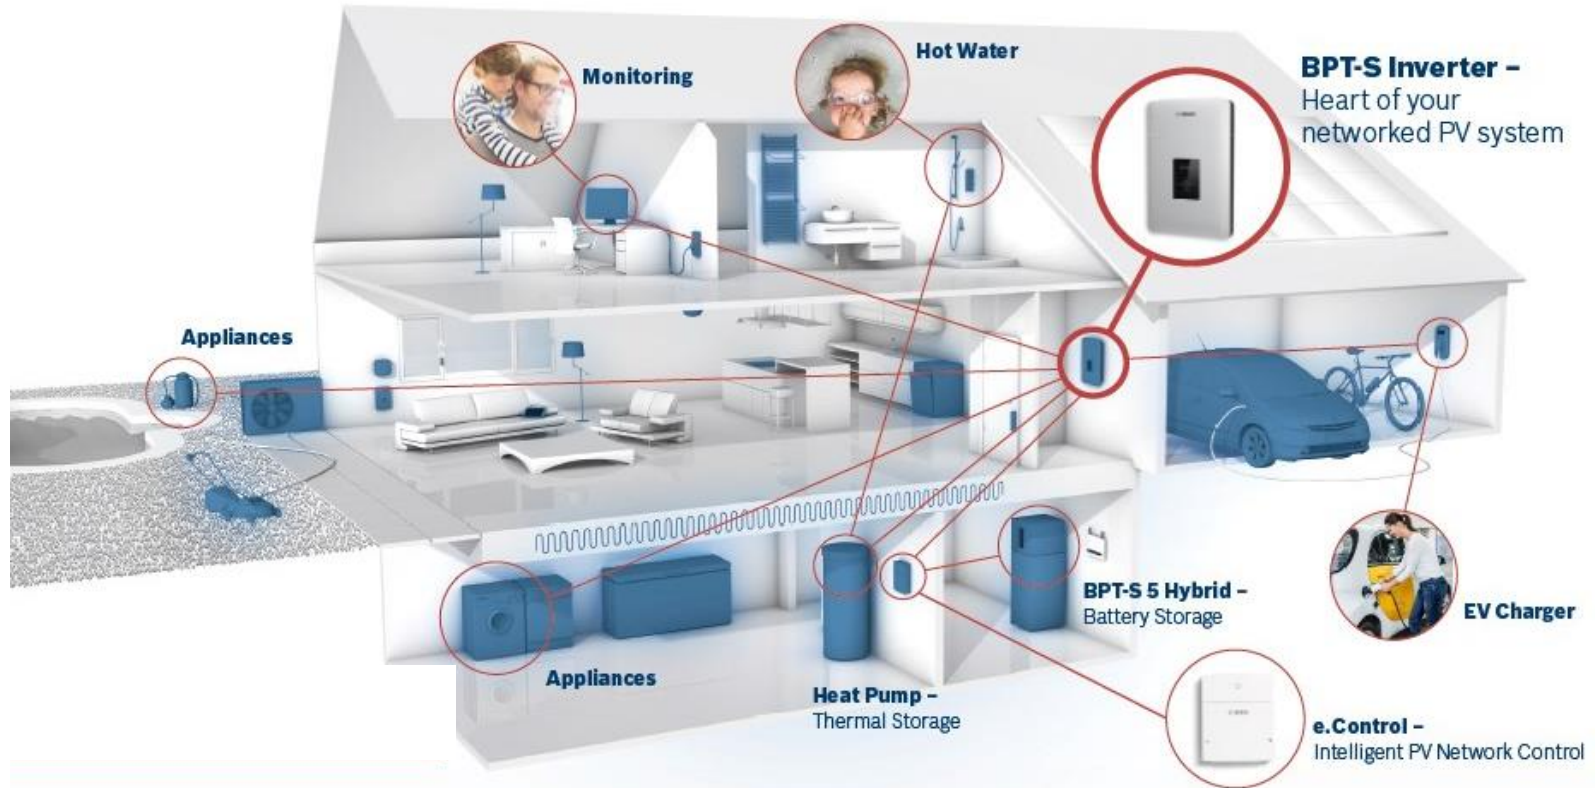 Monitoring
Hot Water
BPT-S Inverter –
Heart of your
networked PV system
Appliances
BPT-S 5 Hybrid –
Battery Storage
EV Charger
Appliances
Heat Pump –
Thermal Storage
e.Control –
Intelligent PV Network Control